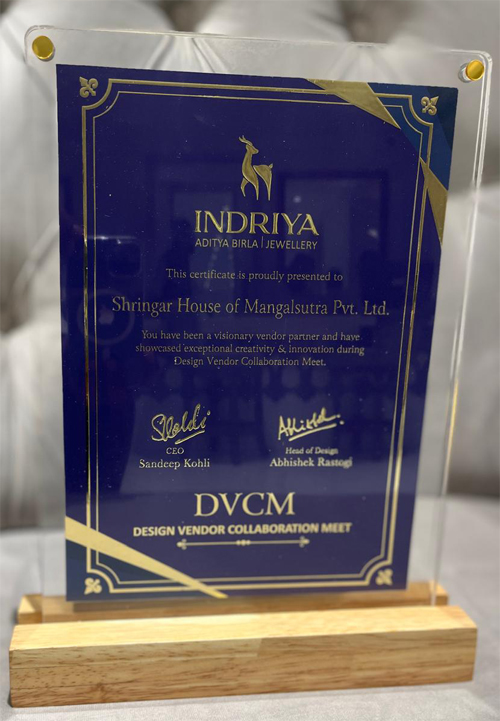 INDRIYA
ADITYA BIRLA | JEWELLERY
This certificate is proudly presented to
Shringar House of Mangalsutra Pvt. Ltd.
You have been a visionary vendor partner and have
showcased exceptional creativity & innovation during
Design Vendor Collaboration Meet.
CEO
Sandeep Kohli
Head of Design
Abhishek Rastogi
DVCM
DESIGN VENDOR COLLABORATION MEET